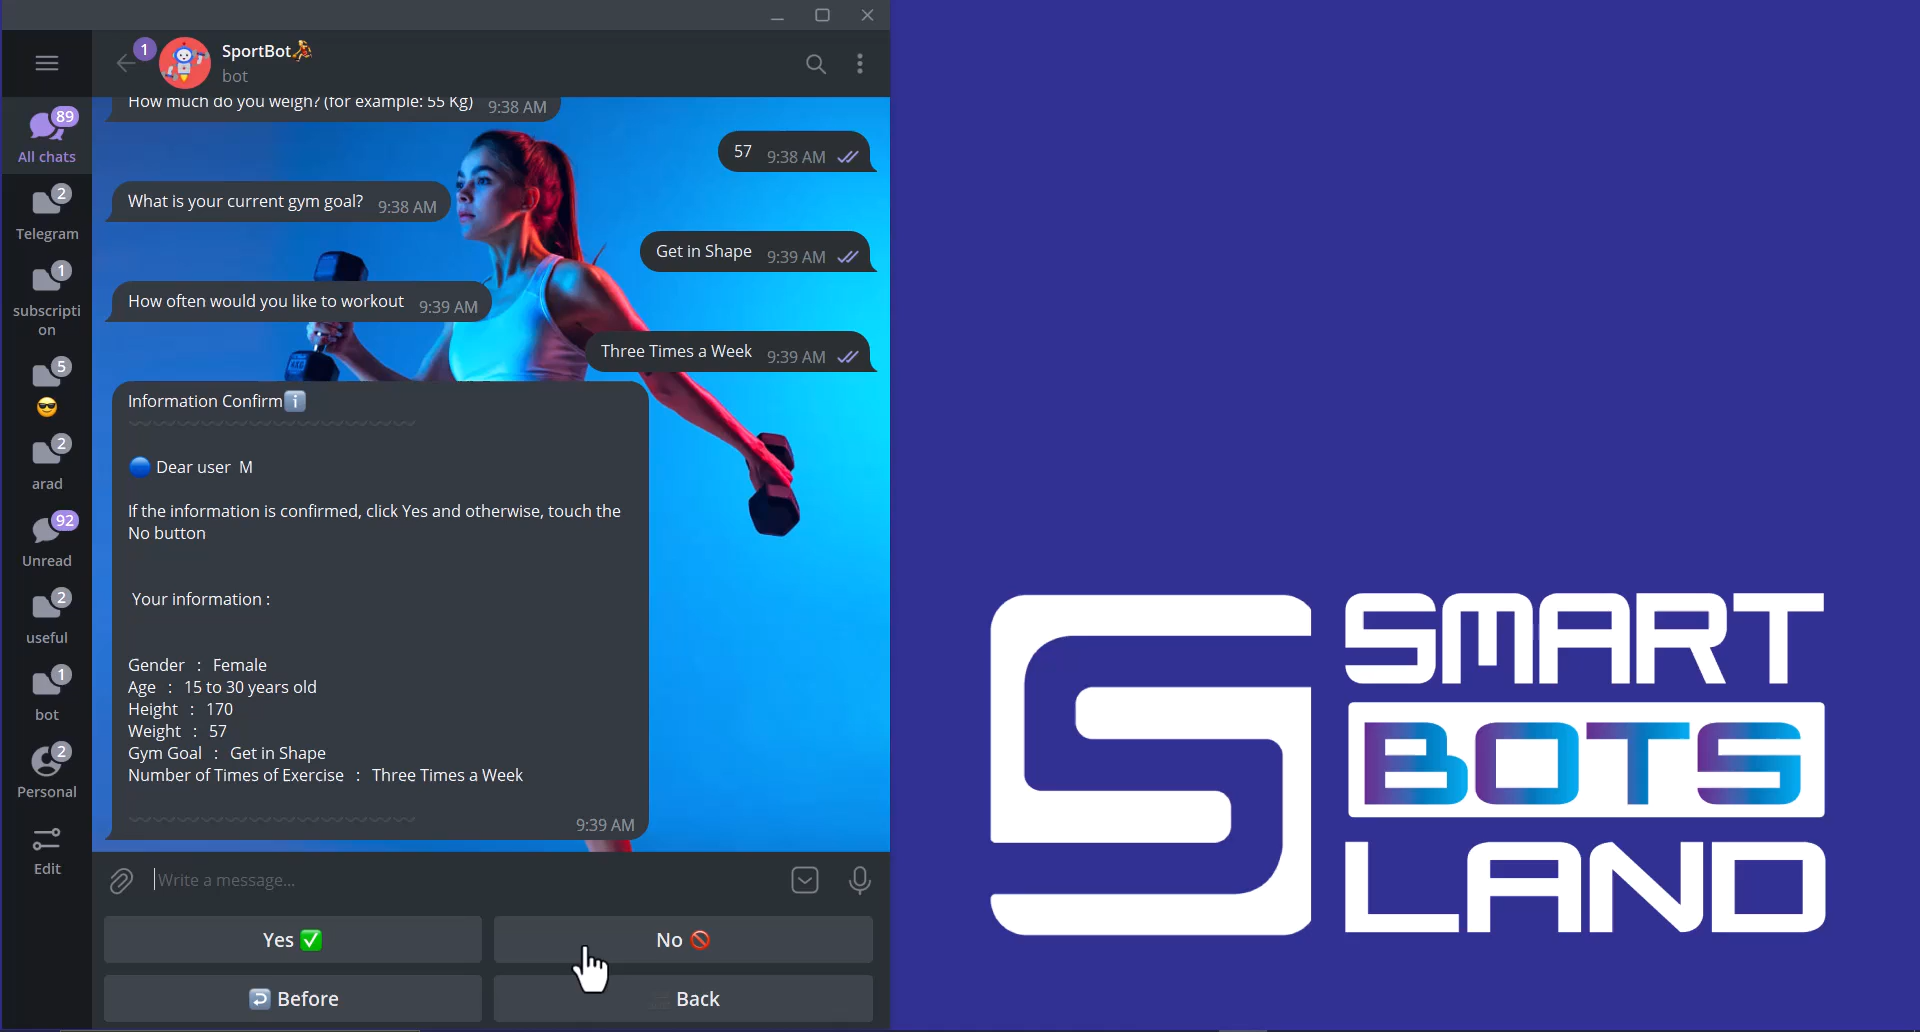 1
SportBot
bot
89
All chats
2
Telegram
1
subscripti
on
5
2
arad
92
Unread
2
useful
1
bot
2
Personal
Edit
How much do you weigh? (for example: 55 Kg) 9:38 AM
57 9:38 AM
What is your current gym goal? 9:38 AM
Get in Shape 9:39 AM
How often would you like to workout 9:39 AM
Three Times a Week 9:39 AM
Information Confirmℹ️
🔵 Dear user M
If the information is confirmed, click Yes and otherwise, touch the
No button
Your information :
Gender : Female
Age : 15 to 30 years old
Height : 170
Weight : 57
Gym Goal : Get in Shape
Number of Times of Exercise : Three Times a Week
9:39 AM
Write a message...
Yes ✅
No 🚫
Before
Back
SMART
BOTS
LAND